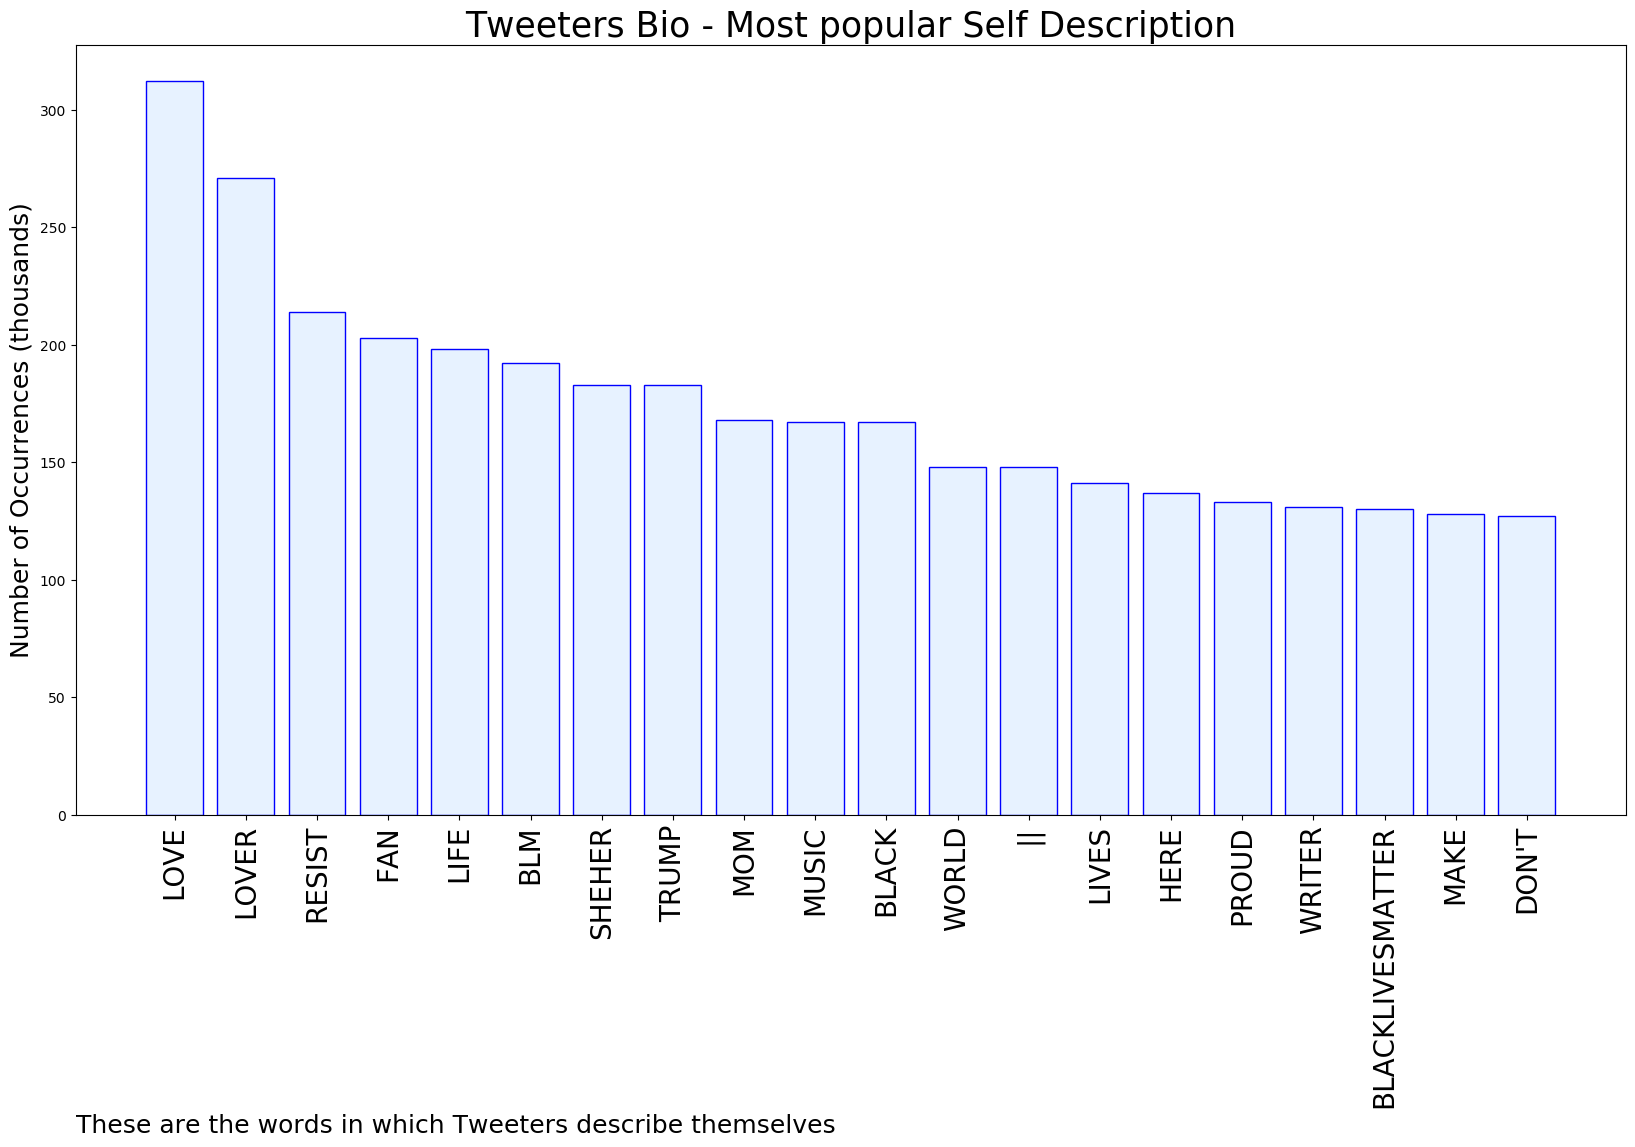 Tweeters Bio - Most popular Self Description
Number of Occurrences (thousands)
300
250
200
150
100
50
0
LOVE
LOVER
RESIST
FAN
LIFE
BLM
SHEHER
TRUMP
MOM
MUSIC
BLACK
WORLD
||
LIVES
HERE
PROUD
WRITER
BLACKLIVESMATTER
MAKE
DON'T
These are the words in which Tweeters describe themselves